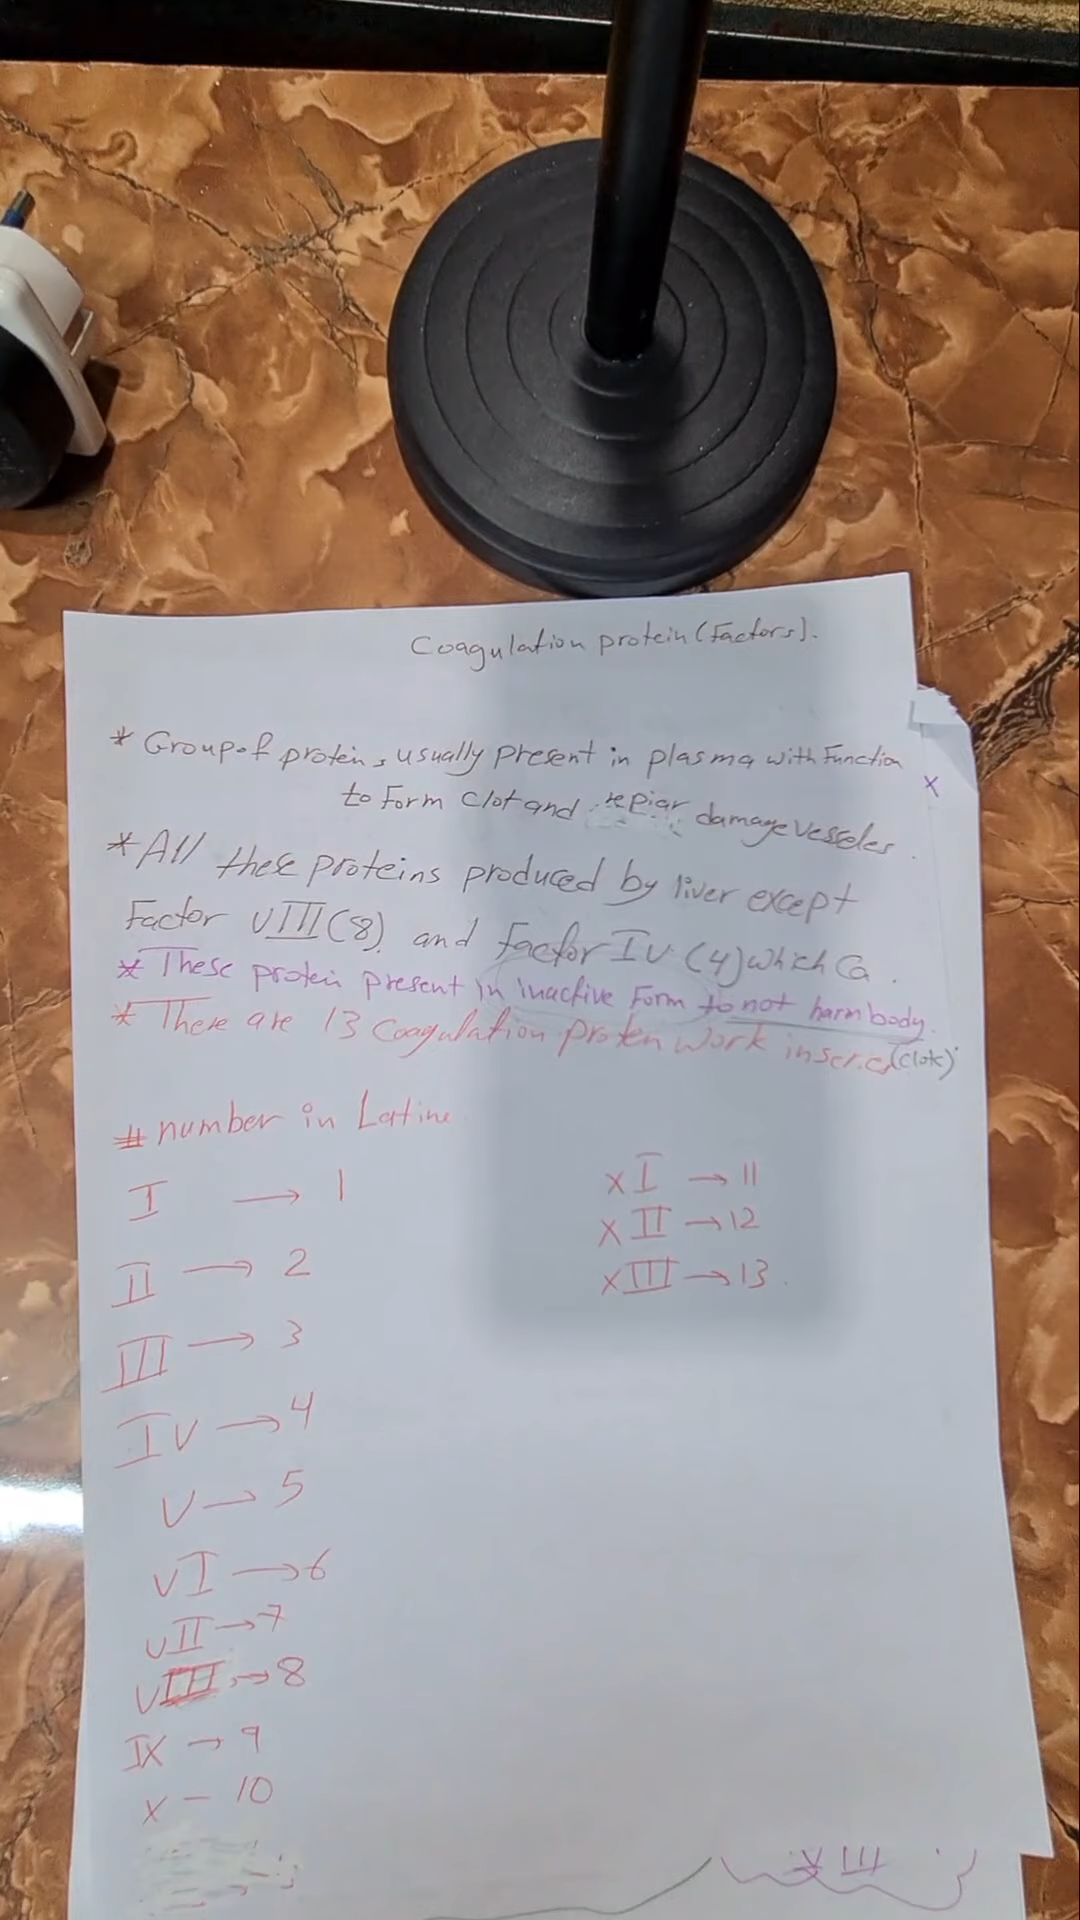 Coagulation protein (Factors).
* Group of protein, usually present in plasma with Function
to Form Clot and repiar damage vesseles.
* All these proteins produced by liver except
Factor VIII (8) and Factor IV (4) which Ca.
* These protein present in inactive Form to not harm body.
* There are 13 Coagulation protein work in (clot)
# number in Latine
I → 1
II → 2
III → 3
IV → 4
V → 5
VI → 6
VII → 7
VIII → 8
IX → 9
X – 10
XI → 11
XII → 12
XIII → 13.
x
XIII